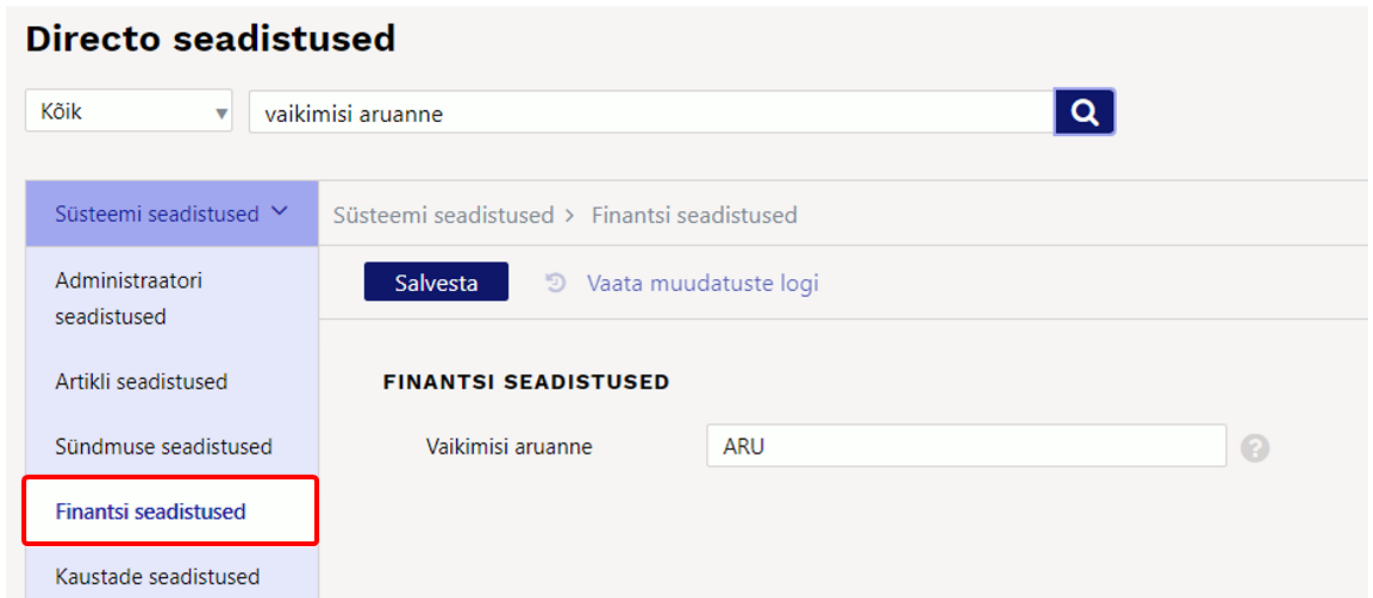 Directo seadistused
Kõik
vaikimisi aruanne
Süsteemi seadistused
Süsteemi seadistused > Finantsi seadistused
Administraatori
seadistused
Salvesta
Vaata muudatuste logi
Artikli seadistused
FINANTSI SEADISTUSED
Sündmuse seadistused
Vaikimisi aruanne
ARU
?
Finantsi seadistused
Kaustade seadistused